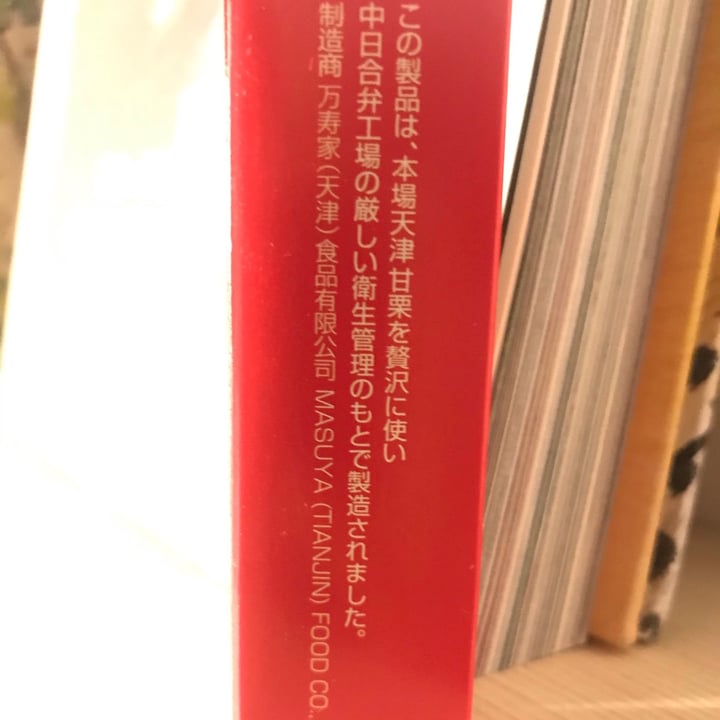 この製品は、本場天津甘栗を贅沢に使い
中日合弁工場の厳しい衛生管理のもとで製造されました。
制造商 万寿家(天津)食品有限公司 MASUYA (TIANJIN) FOOD CO.,